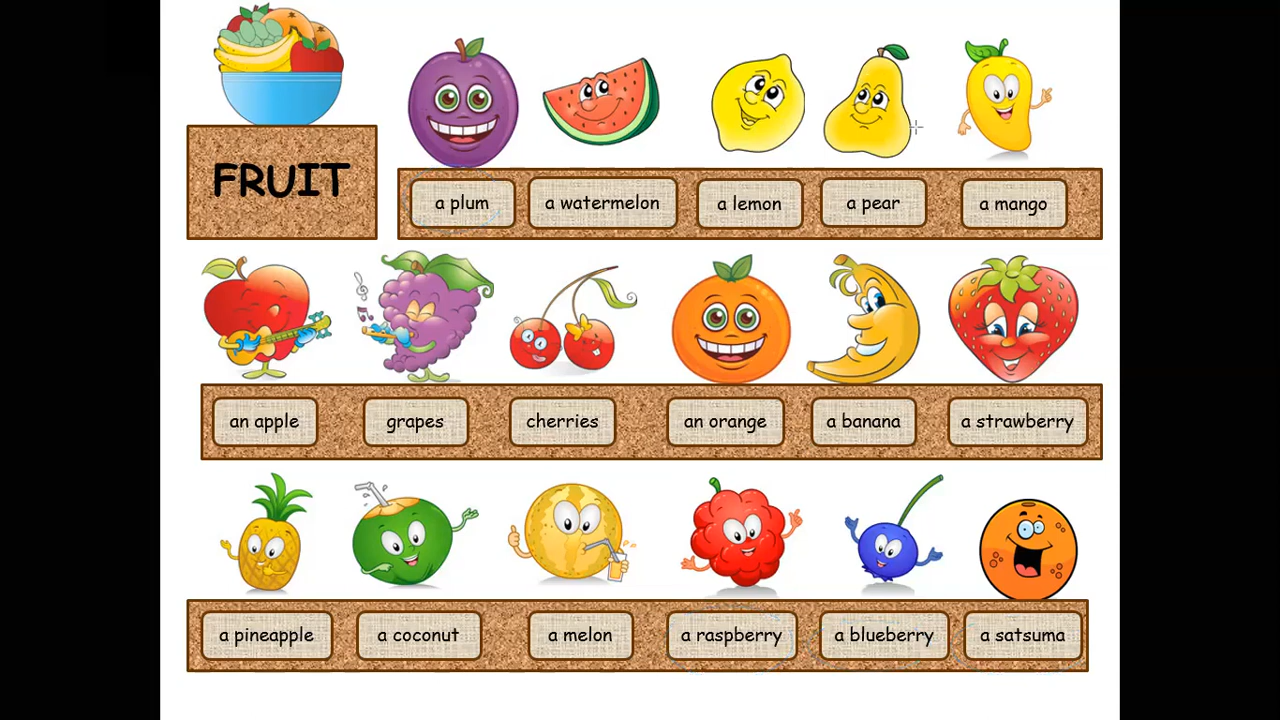 FRUIT
a plum
a watermelon
a lemon
a pear
a mango
an apple
grapes
cherries
an orange
a banana
a strawberry
a pineapple
a coconut
a melon
a raspberry
a blueberry
a satsuma